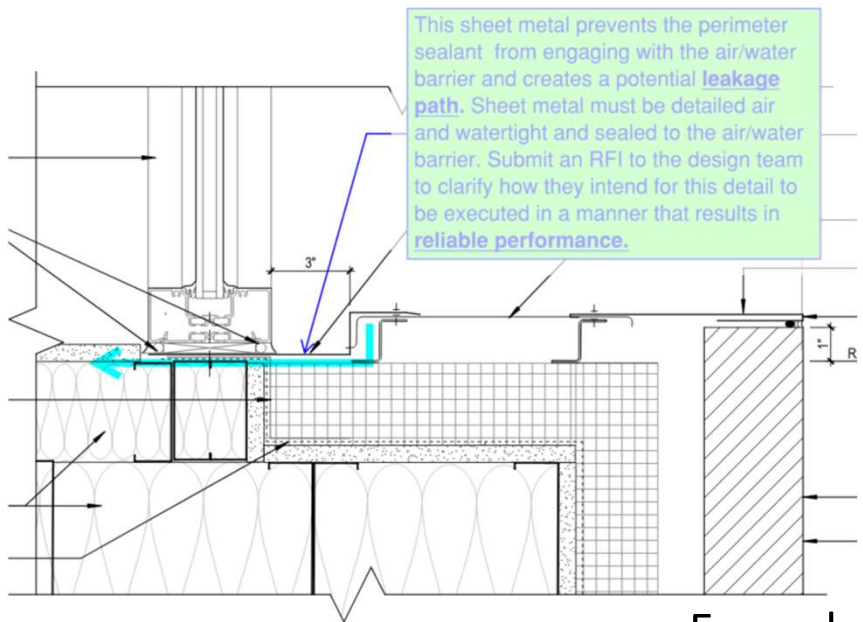 This sheet metal prevents the perimeter
sealant from engaging with the air/water
barrier and creates a potential leakage
path. Sheet metal must be detailed air
and watertight and sealed to the air/water
barrier. Submit an RFI to the design team
to clarify how they intend for this detail to
be executed in a manner that results in
reliable performance.
3"
1"
R